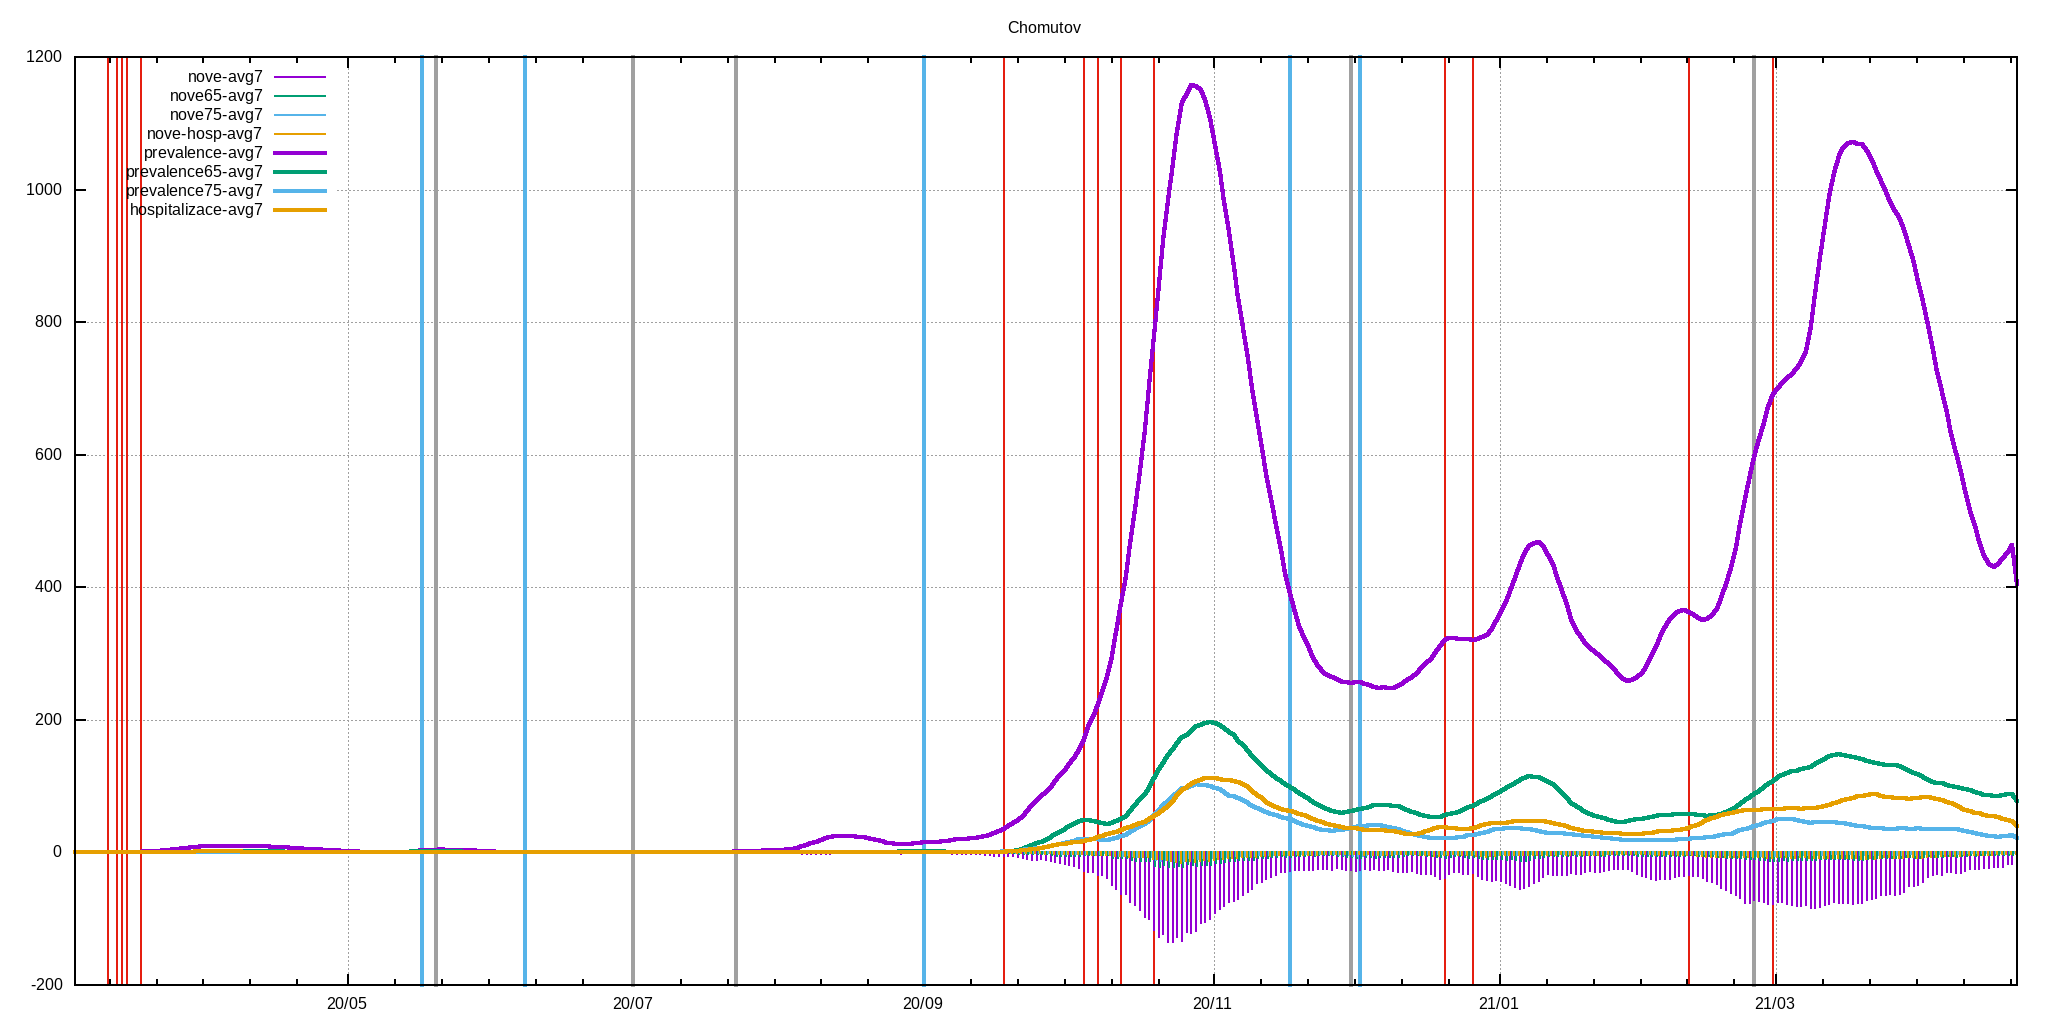 Chomutov
1200
1000
800
600
400
200
0
-200
nove-avg7
nove65-avg7
nove75-avg7
nove-hosp-avg7
prevalence-avg7
prevalence65-avg7
prevalence75-avg7
hospitalizace-avg7
20/05
20/07
20/09
20/11
21/01
21/03